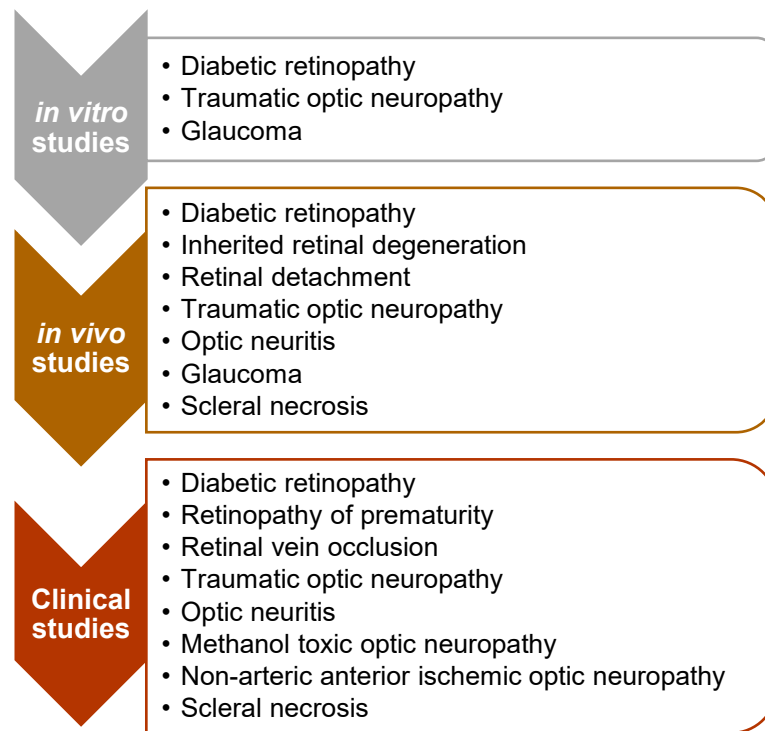 in vitro
studies
• Diabetic retinopathy
• Traumatic optic neuropathy
• Glaucoma
in vivo
studies
• Diabetic retinopathy
• Inherited retinal degeneration
• Retinal detachment
• Traumatic optic neuropathy
• Optic neuritis
• Glaucoma
• Scleral necrosis
Clinical
studies
• Diabetic retinopathy
• Retinopathy of prematurity
• Retinal vein occlusion
• Traumatic optic neuropathy
• Optic neuritis
• Methanol toxic optic neuropathy
• Non-arteric anterior ischemic optic neuropathy
• Scleral necrosis